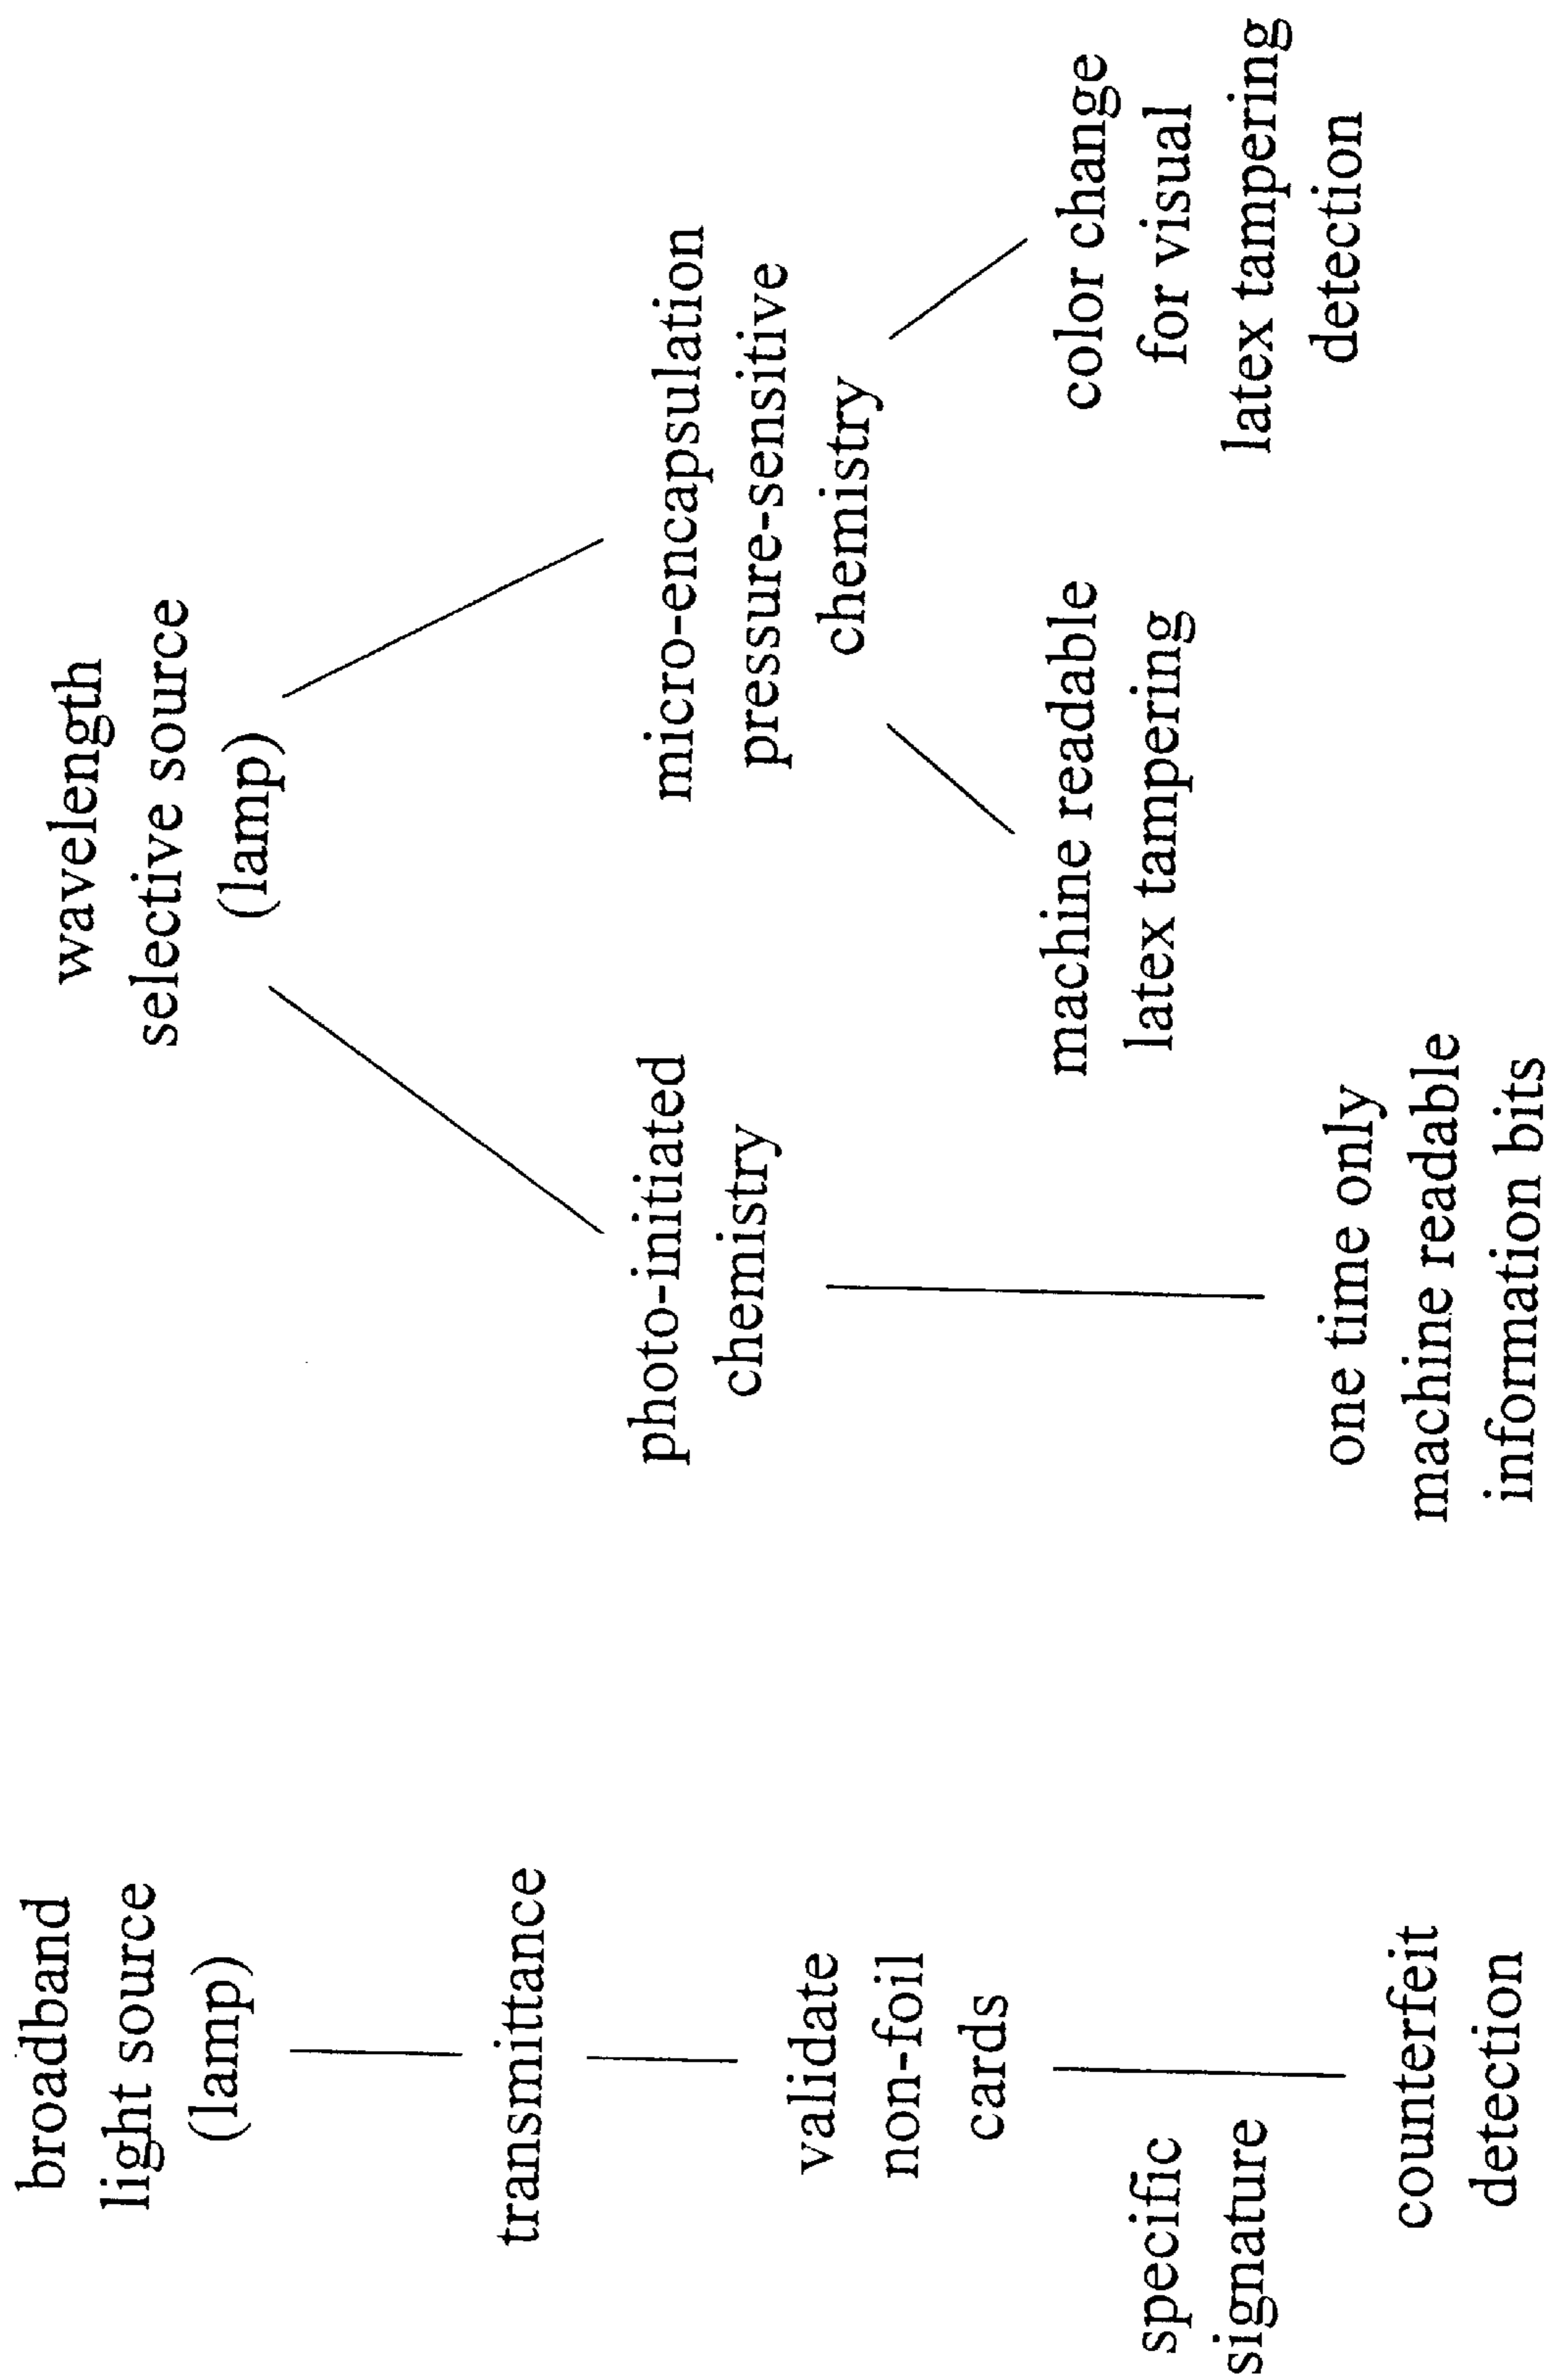 broadband
light source
(lamp)
transmittance
validate
non-foil
cards
specific
signature
counterfeit
detection
wavelength
selective source
(lamp)
photo-initiated
chemistry
one time only
machine readable
information bits
micro-encapsulation
pressure-sensitive
chemistry
machine readable
latex tampering
color change
for visual
latex tampering
detection